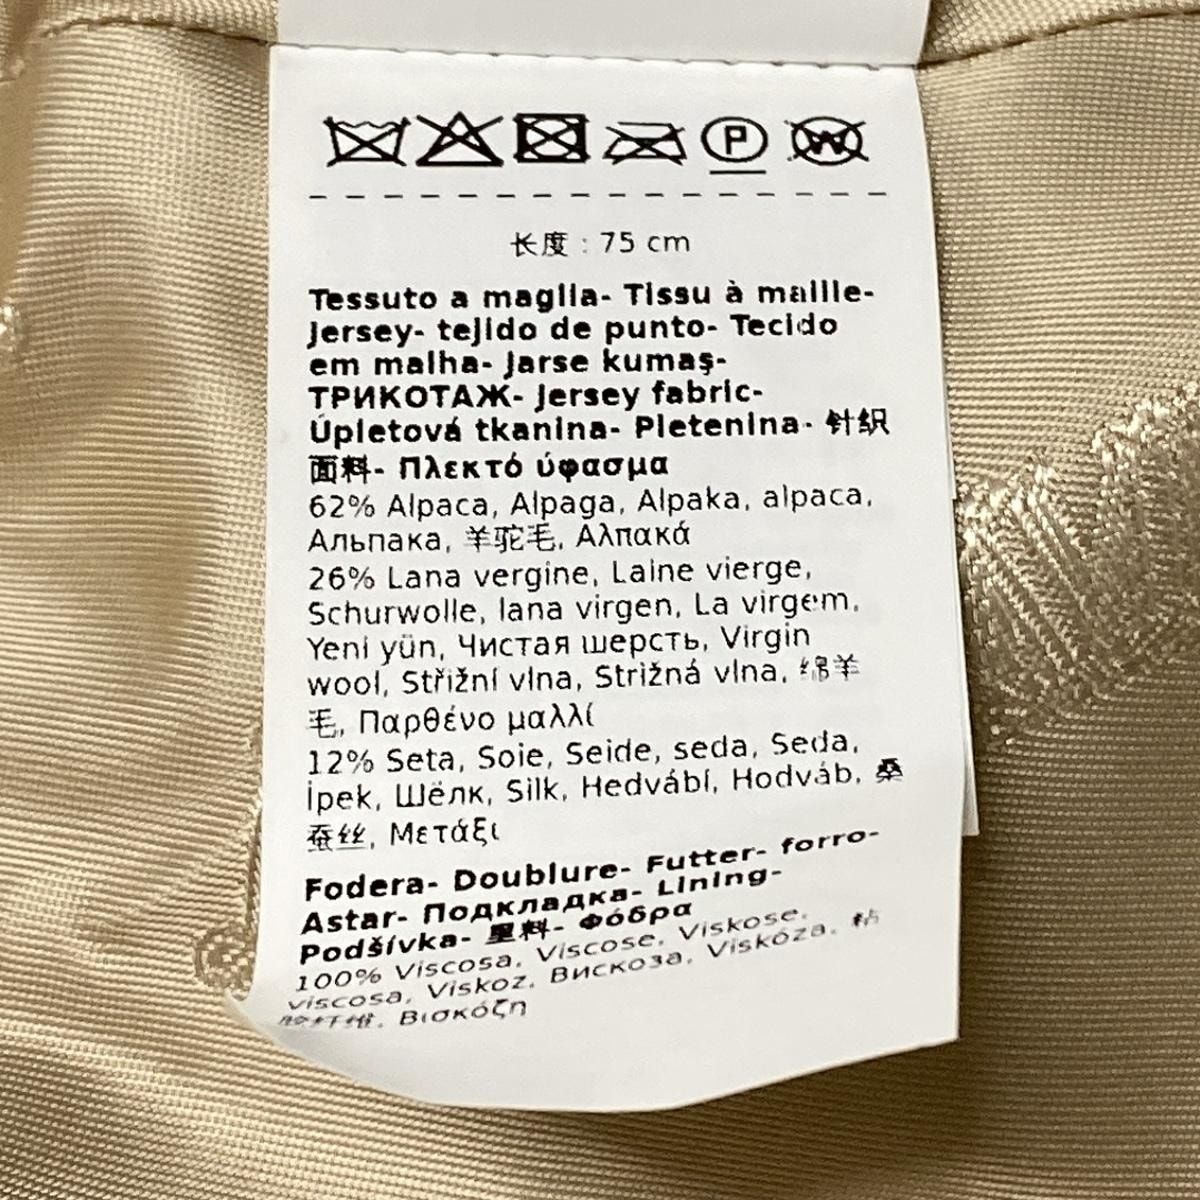 P W
长度 : 75 cm
Tessuto a maglia- Tissu à maille-
Jersey- tejido de punto- Tecido
em malha- Jarse kumaş-
ТРИКОТАЖ- Jersey fabric-
Úpletová tkanina- Pletenina- 针织
面料- Πλεκτό ύφασμα
62% Alpaca, Alpaga, Alpaka, alpaca,
Альпака, 羊驼毛, Αλπακά
26% Lana vergine, Laine vierge,
Schurwolle, lana virgen, La virgem,
Yeni yün, Чистая шерсть, Virgin
wool, Střižní vlna, Strižná vlna, 绵羊
毛, Παρθένο μαλλί
12% Seta, Soie, Seide, seda, Seda,
İpek, Шёлк, Silk, Hedvábí, Hodváb, 桑
蚕丝, Μετάξι
Fodera- Doublure- Futter- forro-
Astar- Подкладка- Lining-
Podšívka- 里料- Φόδρα
100% Viscosa, Viscose, Viskose,
viscosa, Viskoz, Вискоза, Viskóza, 粘
胶纤维, Βισκόζη